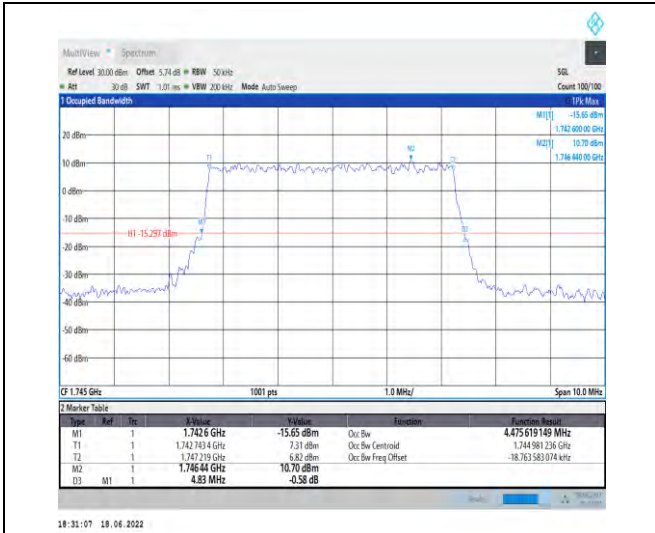 MultiView Spectrum
Ref Level 30.00 dBm Offset 5.74 dB RBW 50 kHz SGL
Att 30 dB SWT 1.01 ms VBW 200 kHz Mode Auto Sweep Count 100/100
1 Occupied Bandwidth 1Pk Max
M1[1] -15.65 dBm
1.742 600 00 GHz
M2[1] 10.70 dBm
1.746 440 00 GHz
20 dBm
M2
T1
10 dBm
0 dBm
-10 dBm
H1 -15.297 dBm
-20 dBm
-30 dBm
-40 dBm
-50 dBm
-60 dBm
CF 1.745 GHz 1001 pts 1.0 MHz/ Span 10.0 MHz
2 Marker Table
Type Ref Trc X-Value Y-Value Function Function Result
M1 1 1.7426 GHz -15.65 dBm Occ Bw 4.475 619 149 MHz
T1 1 1.742 743 4 GHz 7.31 dBm Occ Bw Centroid 1.744 981 236 GHz
T2 1 1.747 219 GHz 6.82 dBm Occ Bw Freq Offset -18.763 583 074 kHz
M2 1 1.746 44 GHz 10.70 dBm
D3 M1 1 4.83 MHz -0.58 dB
18:31:07 18.06.2022